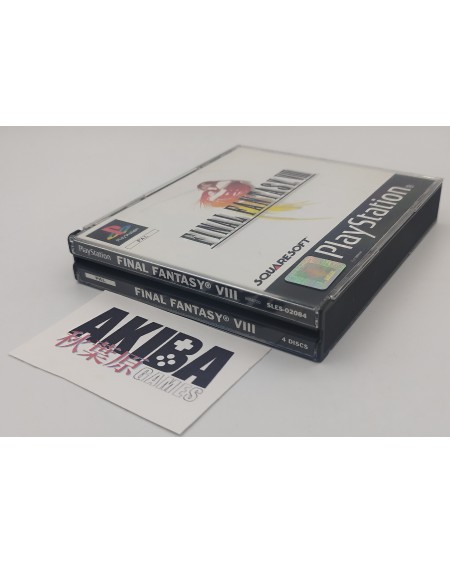 FINAL FANTASY VIII
SQUARESOFT
PlayStation
PAL
PlayStation
FINAL FANTASY® VIII
SLES-02084
FINAL FANTASY® VIII
4 DISCS
AKIBA
秋葉原
GAMES